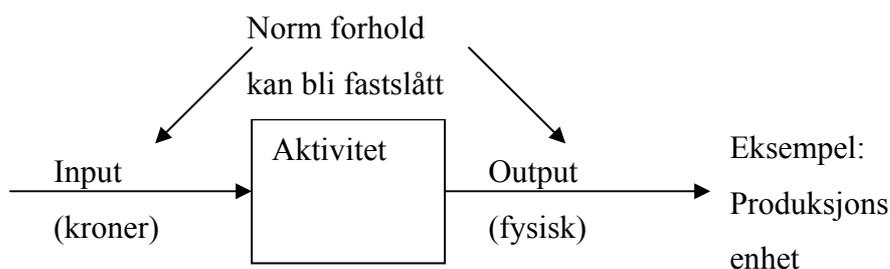 Norm forhold
kan bli fastslått
Aktivitet
Input
(kroner)
Output
(fysisk)
Eksempel:
Produksjons
enhet